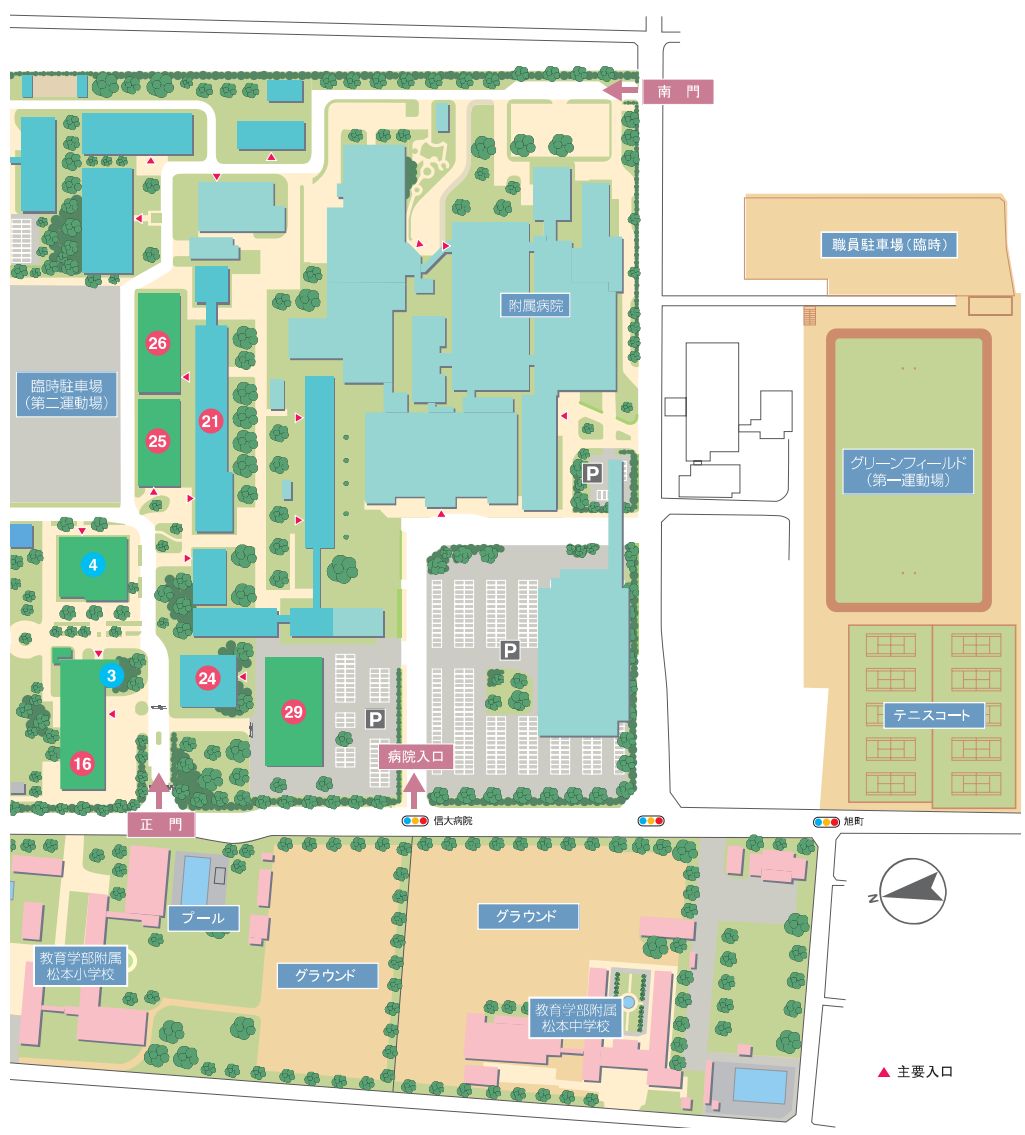 南 門
職員駐車場(臨時)
附属病院
26
臨時駐車場
(第二運動場)
21
25
P
グリーンフィールド
(第一運動場)
4
P
3
24
29
P
テニスコート
16
病院入口
正 門
信大病院
旭町
N
プール
グラウンド
教育学部附属
松本小学校
グラウンド
教育学部附属
松本中学校
主要入口